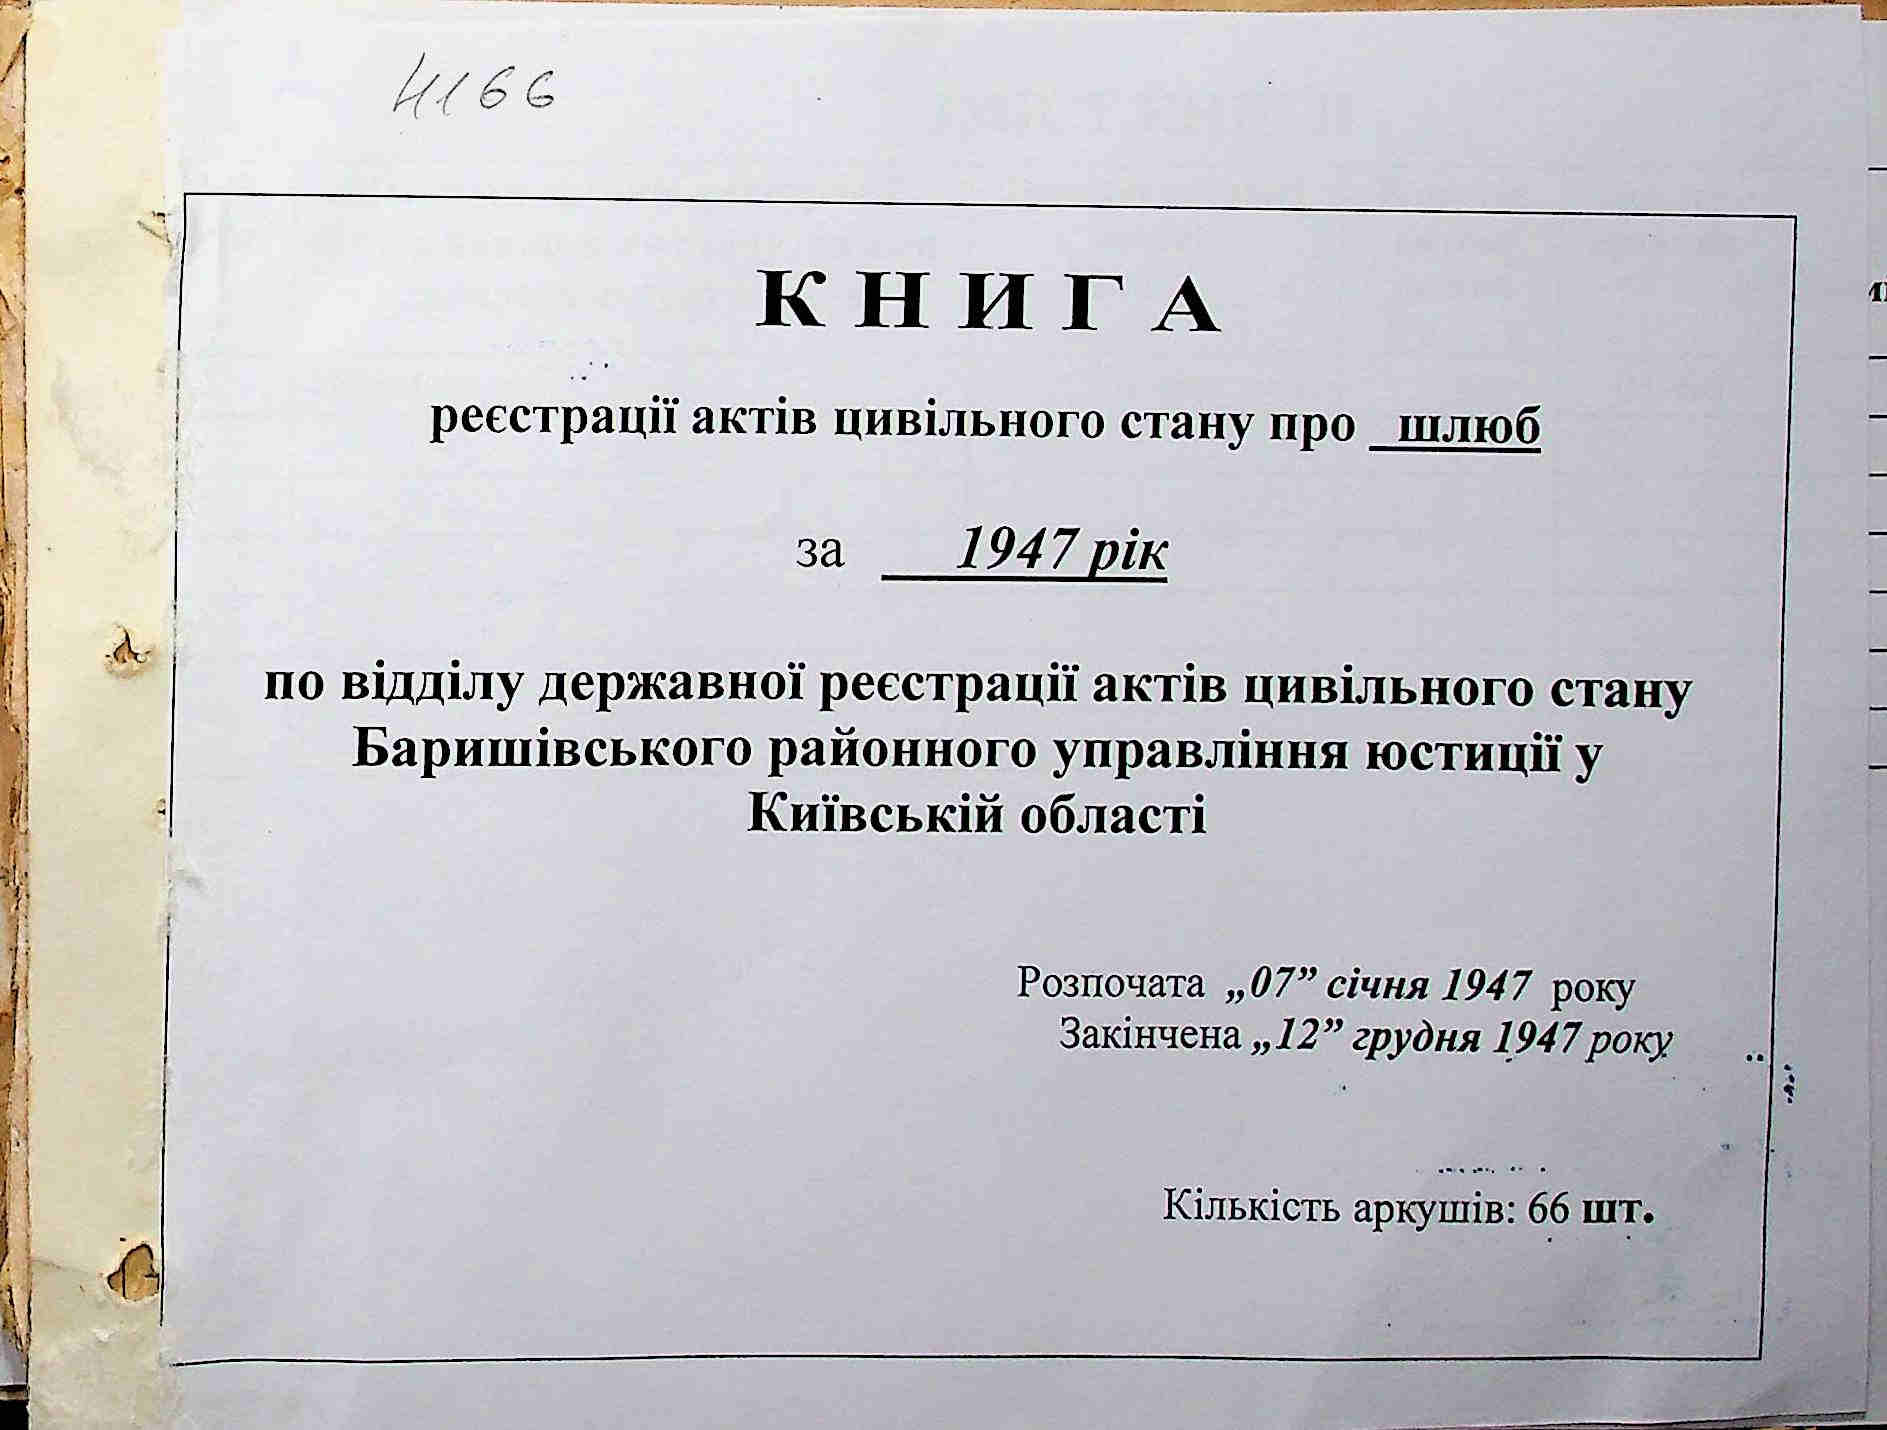 4166
КНИГА
реєстрації актів цивільного стану про шлюб
за 1947 рік
по відділу державної реєстрації актів цивільного стану
Баришівського районного управління юстиції у
Київській області
Розпочата „07” січня 1947 року
Закінчена „12” грудня 1947 року
Кількість аркушів: 66 шт.